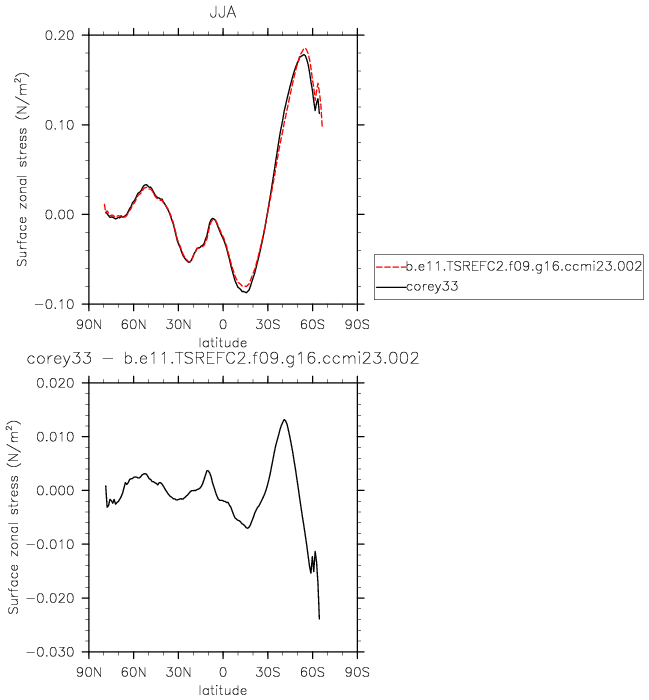 JJA
0.20
0.10
0.00
−0.10
Surface zonal stress (N/m²)
90N 60N 30N 0 30S 60S 90S
latitude
b.e11.TSREFC2.f09.g16.ccmi23.002
corey33
corey33 − b.e11.TSREFC2.f09.g16.ccmi23.002
0.020
0.010
0.000
−0.010
−0.020
−0.030
Surface zonal stress (N/m²)
90N 60N 30N 0 30S 60S 90S
latitude